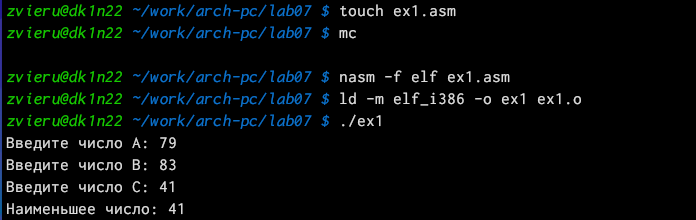 zvieru@dk1n22 ~/work/arch-pc/lab07 $ touch ex1.asm
zvieru@dk1n22 ~/work/arch-pc/lab07 $ mc
zvieru@dk1n22 ~/work/arch-pc/lab07 $ nasm -f elf ex1.asm
zvieru@dk1n22 ~/work/arch-pc/lab07 $ ld -m elf_i386 -o ex1 ex1.o
zvieru@dk1n22 ~/work/arch-pc/lab07 $ ./ex1
Введите число A: 79
Введите число B: 83
Введите число C: 41
Наименьшее число: 41